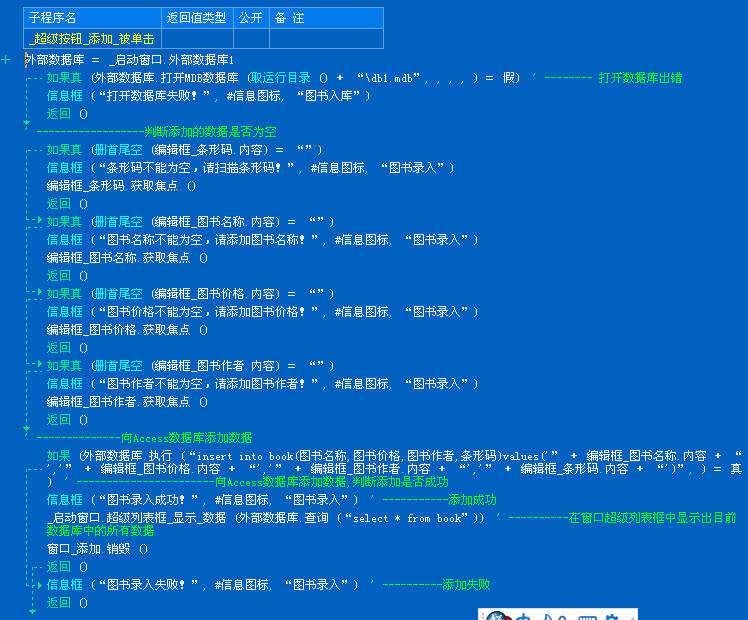 子程序名 返回值类型 公开 备 注
_超级按钮_添加_被单击
外部数据库 = _启动窗口.外部数据库1
如果真 (外部数据库.打开MDB数据库 (取运行目录 () + “\db1.mdb”, , , , ) = 假) ' -------- 打开数据库出错
信息框 (“打开数据库失败!”, #信息图标, “图书入库”)
返回 ()
' ------------------判断添加的数据是否为空
如果真 (删首尾空 (编辑框_条形码.内容) = “”)
信息框 (“条形码不能为空,请扫描条形码!”, #信息图标, “图书录入”)
编辑框_条形码.获取焦点 ()
返回 ()
如果真 (删首尾空 (编辑框_图书名称.内容) = “”)
信息框 (“图书名称不能为空,请添加图书名称!”, #信息图标, “图书录入”)
编辑框_图书名称.获取焦点 ()
返回 ()
如果真 (删首尾空 (编辑框_图书价格.内容) = “”)
信息框 (“图书价格不能为空,请添加图书价格!”, #信息图标, “图书录入”)
编辑框_图书价格.获取焦点 ()
返回 ()
如果真 (删首尾空 (编辑框_图书作者.内容) = “”)
信息框 (“图书作者不能为空,请添加图书作者!”, #信息图标, “图书录入”)
编辑框_图书作者.获取焦点 ()
返回 ()
' --------------向Access数据库添加数据
如果 (外部数据库.执行 (“insert into book(图书名称,图书价格,图书作者,条形码)values('” + 编辑框_图书名称.内容 + “
','” + 编辑框_图书价格.内容 + “','” + 编辑框_图书作者.内容 + “','” + 编辑框_条形码.内容 + “')”, ) = 真
) ' -----------------------向Access数据库添加数据,判断添加是否成功
信息框 (“图书录入成功!”, #信息图标, “图书录入”) ' -----------添加成功
_启动窗口.超级列表框_显示_数据 (外部数据库.查询 (“select * from book”)) ' ----------在窗口超级列表框中显示出目前
数据库中的所有数据
窗口_添加.销毁 ()
返回 ()
信息框 (“图书录入失败!”, #信息图标, “图书录入”) ' ----------添加失败
返回 ()